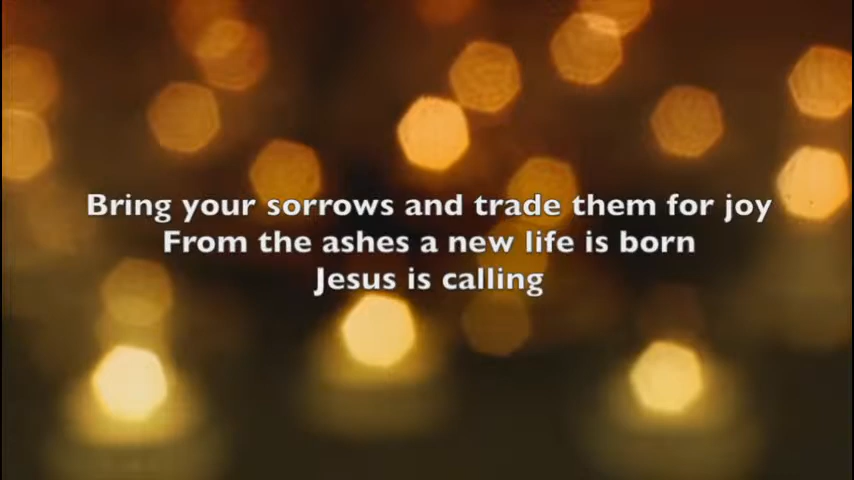 Bring your sorrows and trade them for joy
From the ashes a new life is born
Jesus is calling